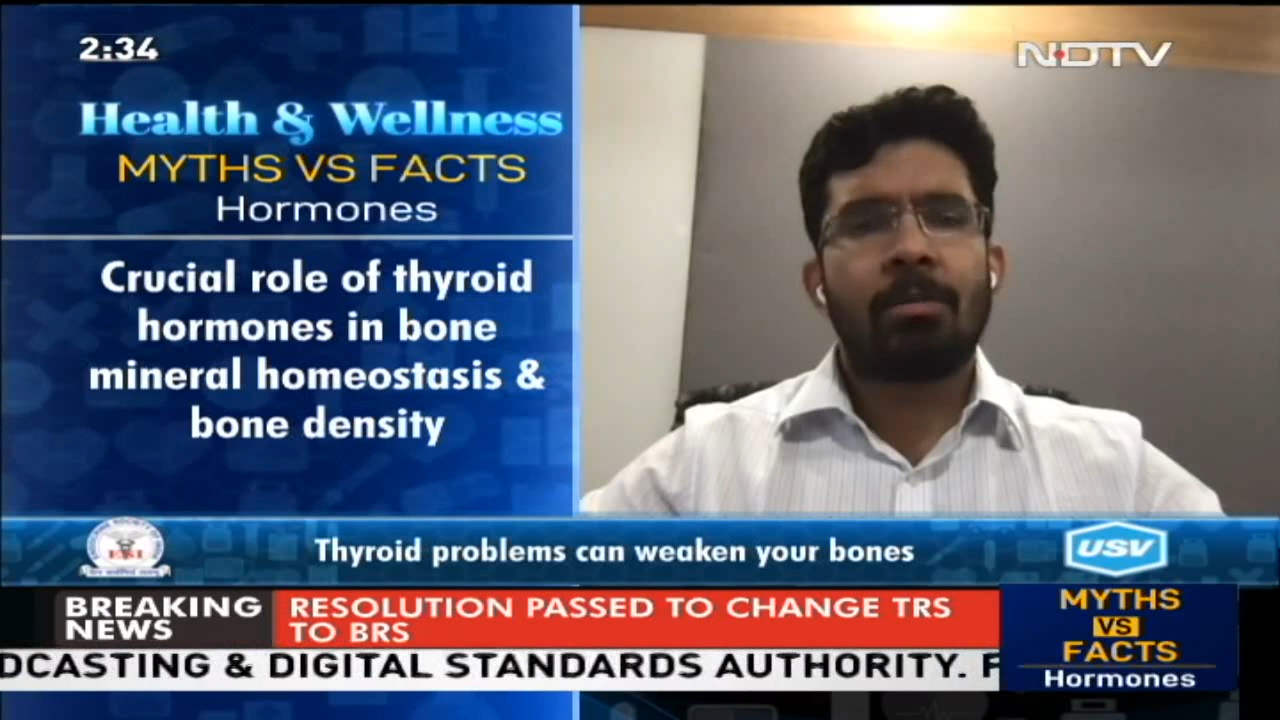 2:34
NDTV
Health & Wellness
MYTHS VS FACTS
Hormones
Crucial role of thyroid
hormones in bone
mineral homeostasis &
bone density
ESI
Thyroid problems can weaken your bones
USV
BREAKING
NEWS
RESOLUTION PASSED TO CHANGE TRS
TO BRS
DCASTING & DIGITAL STANDARDS AUTHORITY.
MYTHS
VS
FACTS
Hormones